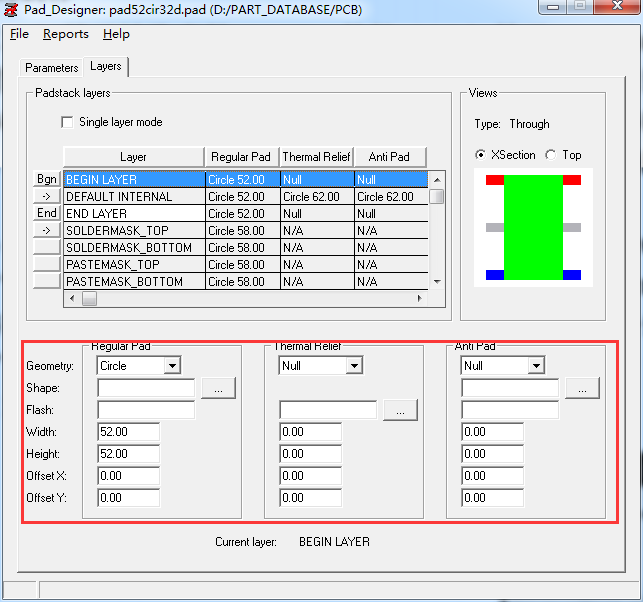 Pad_Designer: pad52cir32d.pad (D:/PART_DATABASE/PCB)
File Reports Help
Parameters Layers
Padstack layers
Single layer mode
Layer Regular Pad Thermal Relief Anti Pad
Bgn BEGIN LAYER Circle 52.00 Null Null
-> DEFAULT INTERNAL Circle 52.00 Circle 62.00 Circle 62.00
End END LAYER Circle 52.00 Null Null
-> SOLDERMASK_TOP Circle 58.00 N/A N/A
SOLDERMASK_BOTTOM Circle 58.00 N/A N/A
PASTEMASK_TOP Circle 58.00 N/A N/A
PASTEMASK_BOTTOM Circle 58.00 N/A N/A
Views
Type: Through
XSection Top
Regular Pad Thermal Relief Anti Pad
Geometry: Circle Null Null
Shape: ... ...
Flash: ...
Width: 52.00 0.00 0.00
Height: 52.00 0.00 0.00
Offset X: 0.00 0.00 0.00
Offset Y: 0.00 0.00 0.00
Current layer: BEGIN LAYER